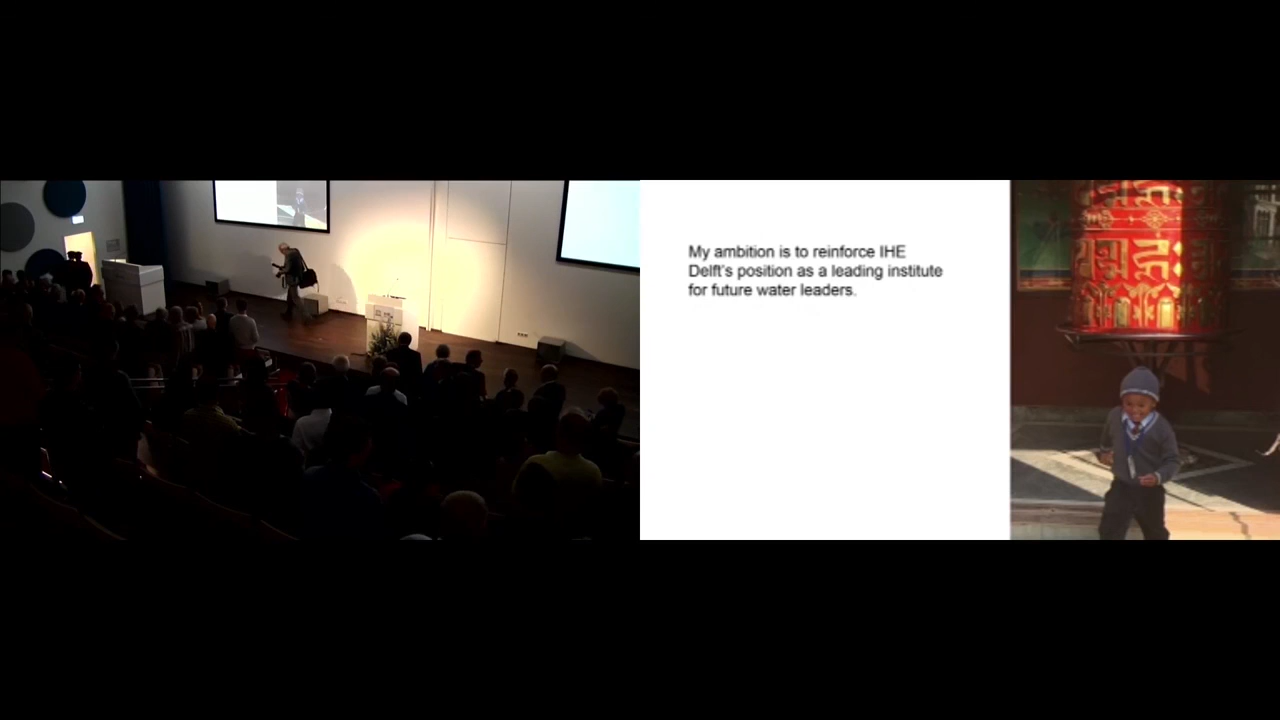 My ambition is to reinforce IHE
Delft's position as a leading institute
for future water leaders.